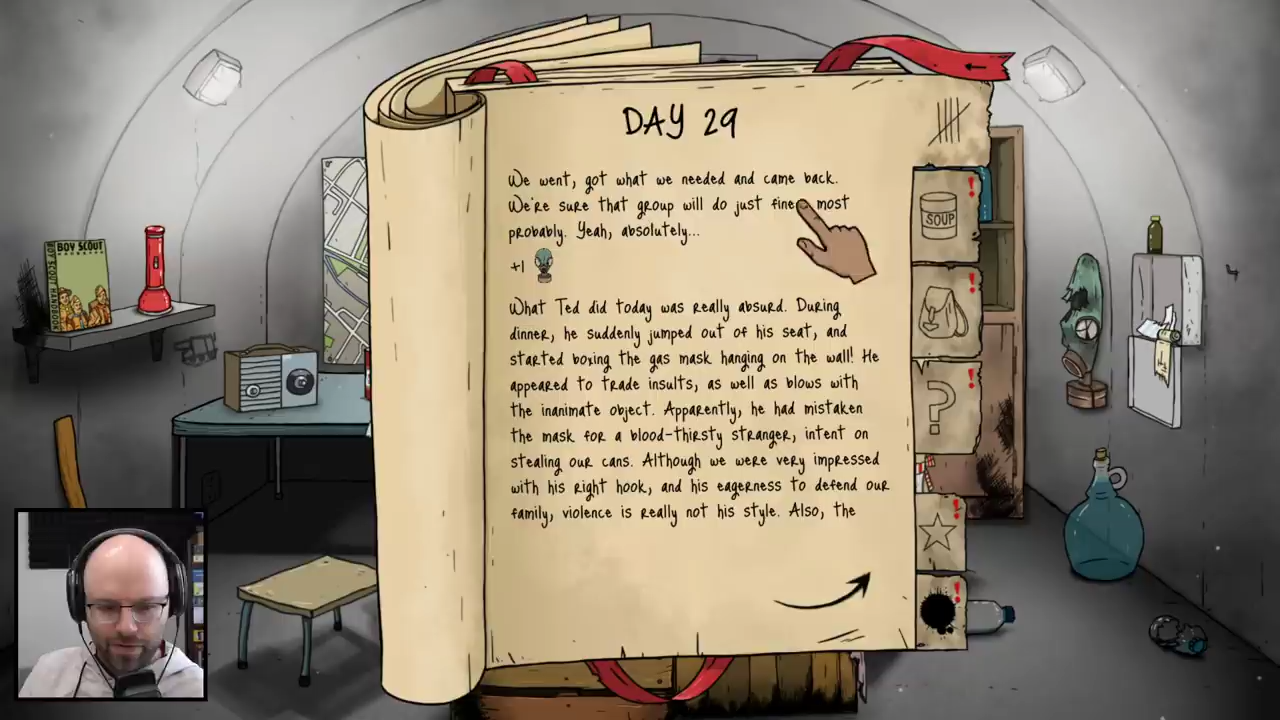 DAY 29
We went, got what we needed and came back.
We're sure that group will do just fine most
probably. Yeah, absolutely...
+1
What Ted did today was really absurd. During
dinner, he suddenly jumped out of his seat, and
started boxing the gas mask hanging on the wall! He
appeared to trade insults, as well as blows with
the inanimate object. Apparently, he had mistaken
the mask for a blood-thirsty stranger, intent on
stealing our cans. Although we were very impressed
with his right hook, and his eagerness to defend our
family, violence is really not his style. Also, the
!
SOUP
!
!
?
!
!
BOY SCOUT
BOY SCOUT HANDBOOK